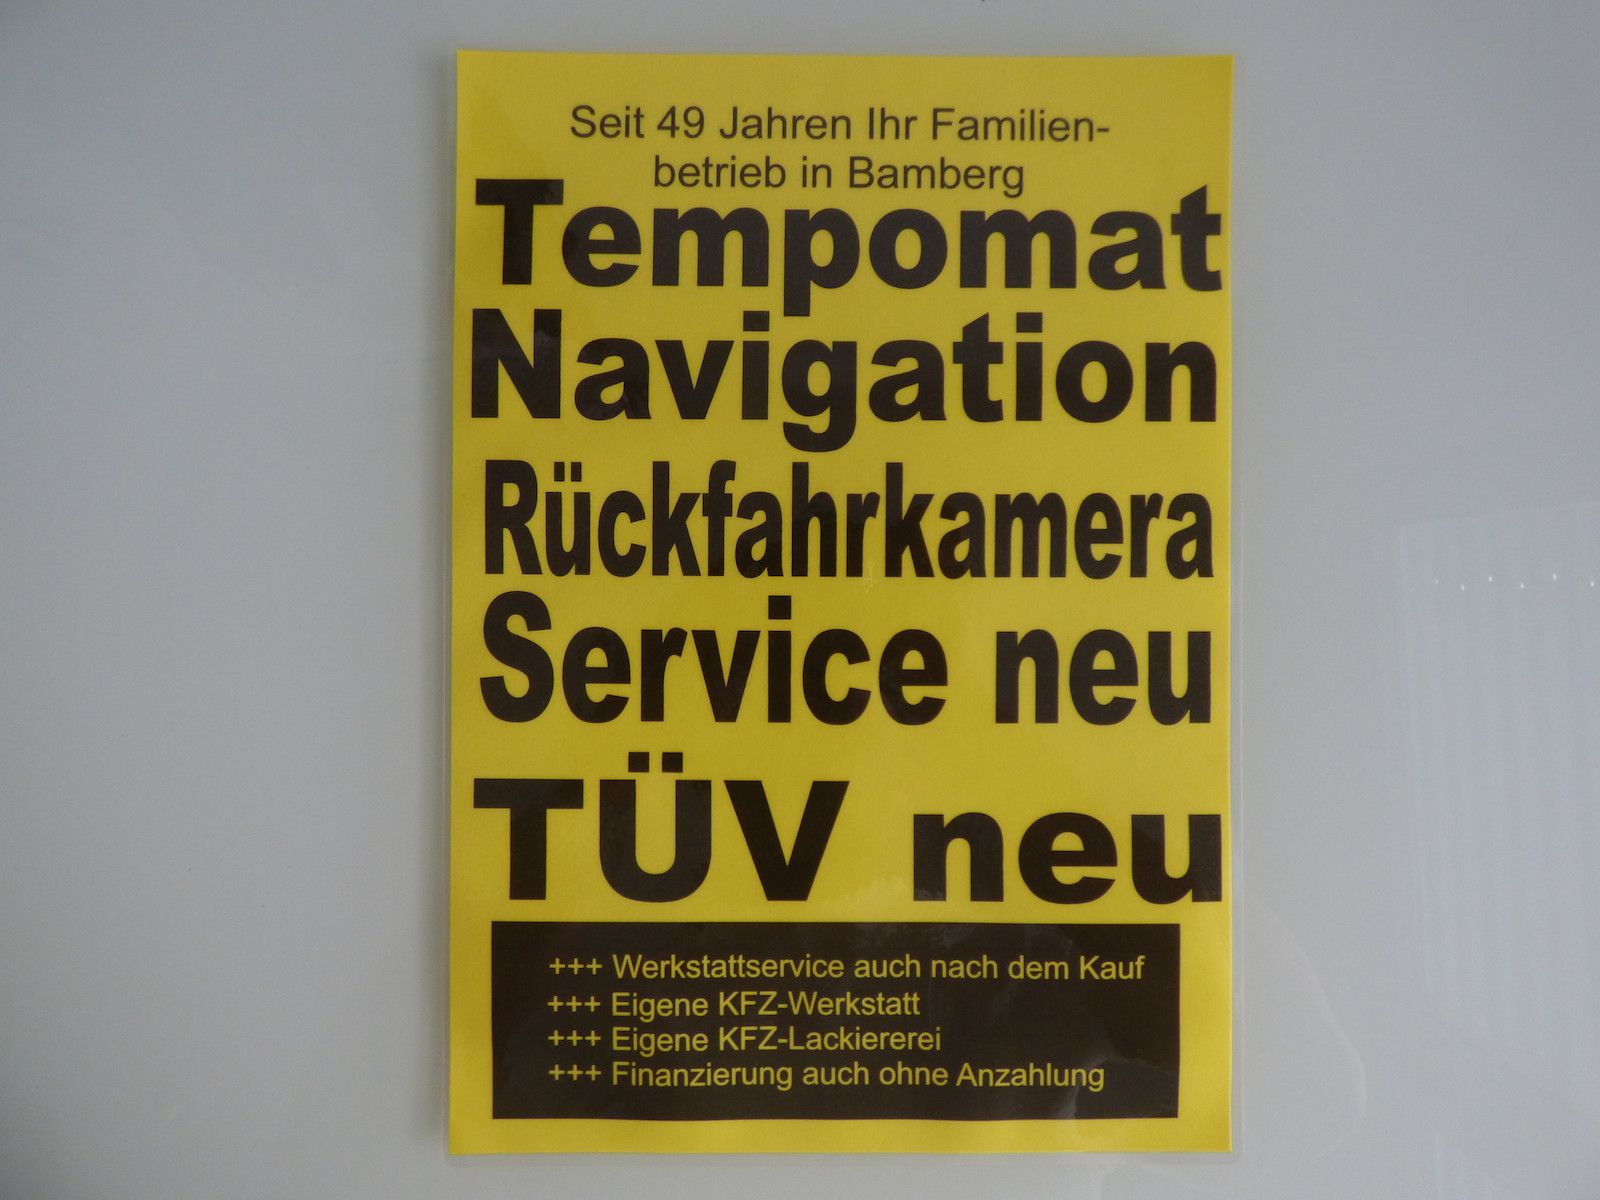 Seit 49 Jahren Ihr Familien-
betrieb in Bamberg
Tempomat
Navigation
Rückfahrkamera
Service neu
TÜV neu
+++ Werkstattservice auch nach dem Kauf
+++ Eigene KFZ-Werkstatt
+++ Eigene KFZ-Lackiererei
+++ Finanzierung auch ohne Anzahlung